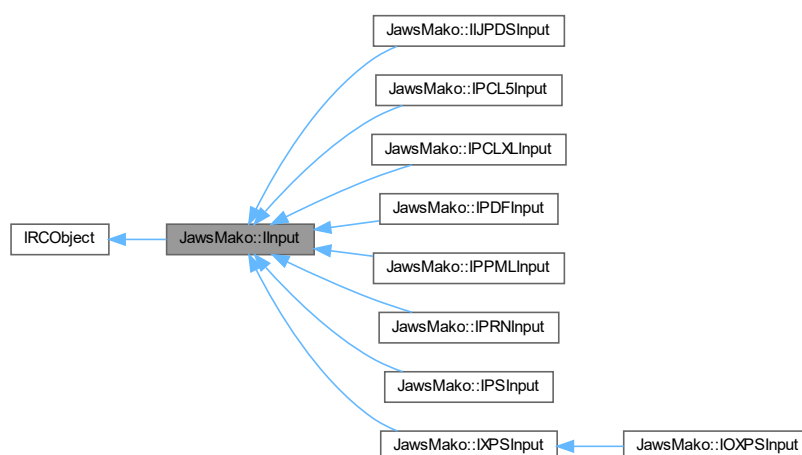 JawsMako::IIJPDSInput
JawsMako::IPCL5Input
JawsMako::IPCLXLInput
JawsMako::IPDFInput
IRCObject
JawsMako::IInput
JawsMako::IPPMLInput
JawsMako::IPRNInput
JawsMako::IPSInput
JawsMako::IXPSInput
JawsMako::IOXPSInput